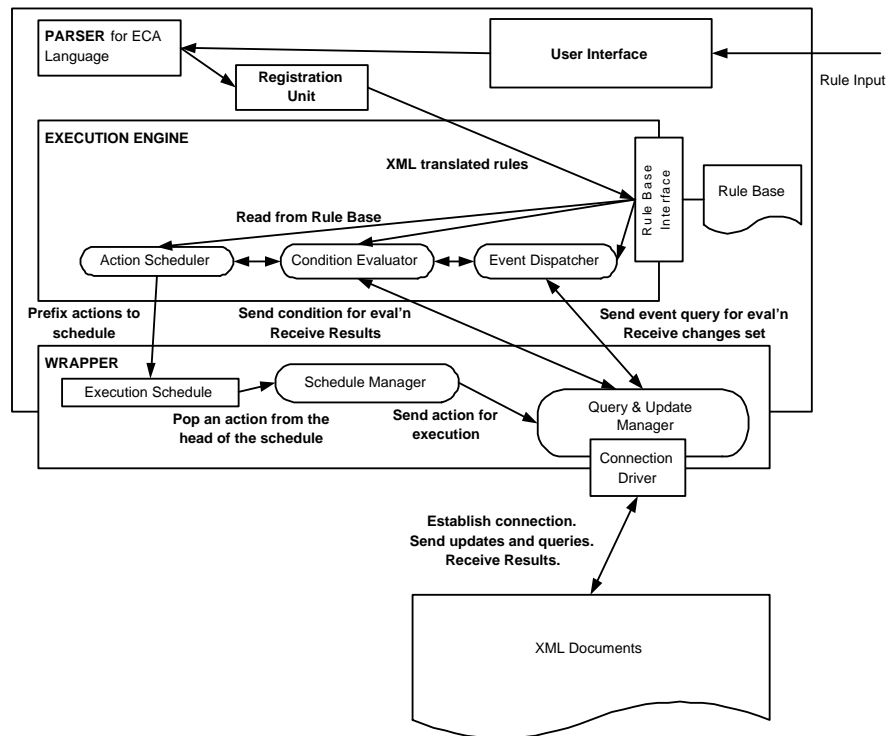 PARSER for ECA
Language
User Interface
Rule Input
Registration
Unit
EXECUTION ENGINE
XML translated rules
Rule Base
Interface
Rule Base
Read from Rule Base
Action Scheduler
Condition Evaluator
Event Dispatcher
Prefix actions to
schedule
Send condition for eval'n
Receive Results
Send event query for eval'n
Receive changes set
WRAPPER
Execution Schedule
Schedule Manager
Pop an action from the
head of the schedule
Send action for
execution
Query & Update
Manager
Connection
Driver
Establish connection.
Send updates and queries.
Receive Results.
XML Documents